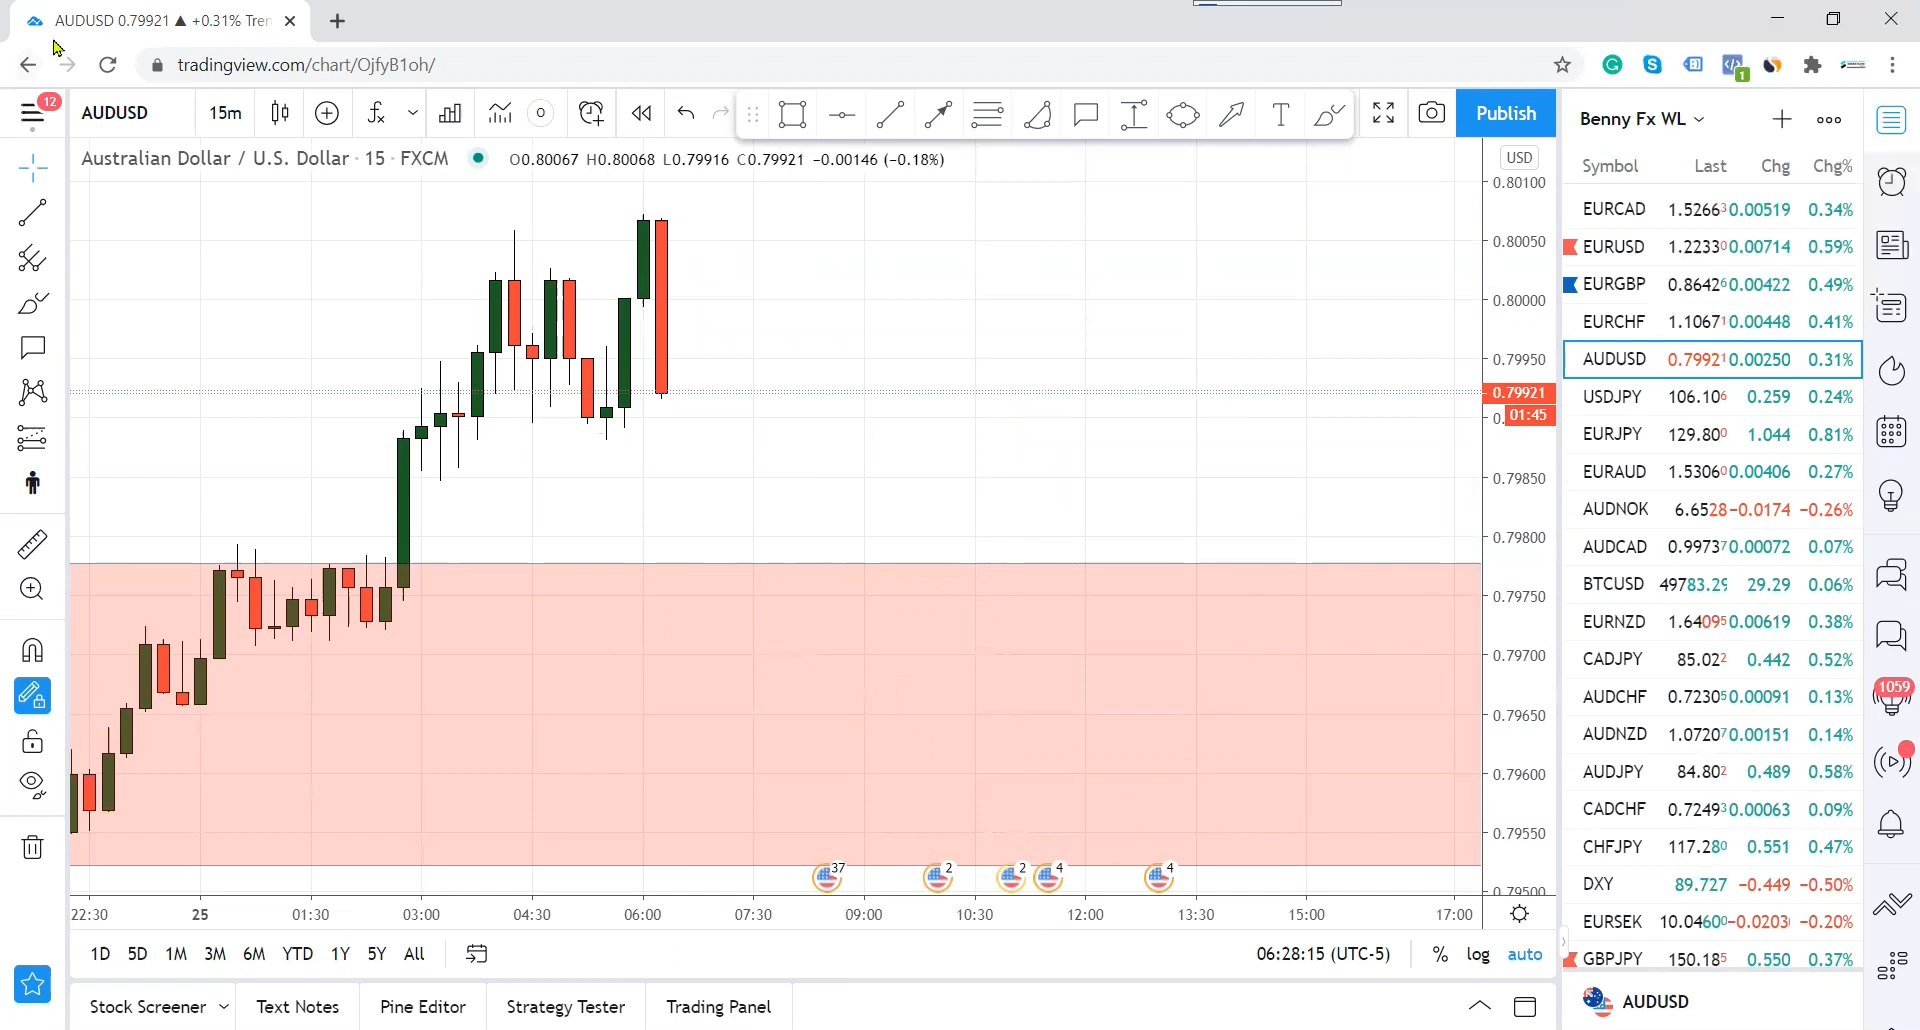 AUDUSD 0.79921 ▲ +0.31% Tren
tradingview.com/chart/OjfyB1oh/
1
12
AUDUSD 15m Publish
Australian Dollar / U.S. Dollar · 15 · FXCM O0.80067 H0.80068 L0.79916 C0.79921 -0.00146 (-0.18%)
USD
0.80100
0.80050
0.80000
0.79950
0.79921
01:45
0.79850
0.79800
0.79750
0.79700
0.79650
0.79600
0.79550
0.79500
37 2 2 4 4
22:30 25 01:30 03:00 04:30 06:00 07:30 09:00 10:30 12:00 13:30 15:00 17:00
1D 5D 1M 3M 6M YTD 1Y 5Y All 06:28:15 (UTC-5) % log auto
Stock Screener Text Notes Pine Editor Strategy Tester Trading Panel
Benny Fx WL
Symbol Last Chg Chg%
EURCAD 1.52663 0.00519 0.34%
EURUSD 1.22330 0.00714 0.59%
EURGBP 0.86426 0.00422 0.49%
EURCHF 1.10671 0.00448 0.41%
AUDUSD 0.79921 0.00250 0.31%
USDJPY 106.106 0.259 0.24%
EURJPY 129.800 1.044 0.81%
EURAUD 1.53060 0.00406 0.27%
AUDNOK 6.6528 -0.0174 -0.26%
AUDCAD 0.99737 0.00072 0.07%
BTCUSD 49783.29 29.29 0.06%
EURNZD 1.64095 0.00619 0.38%
CADJPY 85.022 0.442 0.52%
AUDCHF 0.72305 0.00091 0.13%
AUDNZD 1.07207 0.00151 0.14%
AUDJPY 84.802 0.489 0.58%
CADCHF 0.72493 0.00063 0.09%
CHFJPY 117.280 0.551 0.47%
DXY 89.727 -0.449 -0.50%
EURSEK 10.0460 -0.0203 -0.20%
GBPJPY 150.185 0.550 0.37%
AUDUSD
1059